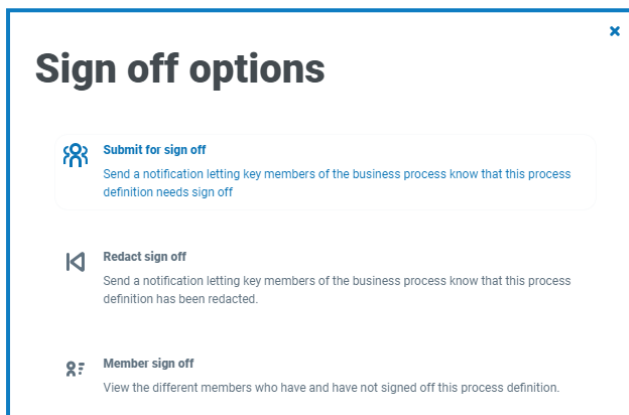 Sign off options
Submit for sign off
Send a notification letting key members of the business process know that this process
definition needs sign off
Redact sign off
Send a notification letting key members of the business process know that this process
definition has been redacted.
Member sign off
View the different members who have and have not signed off this process definition.